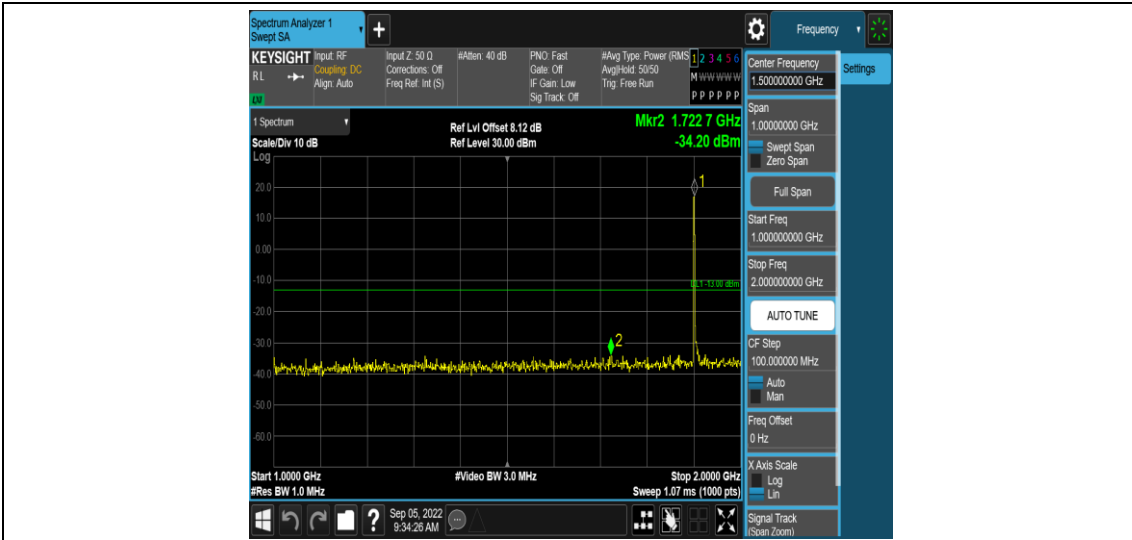 Spectrum Analyzer 1
Swept SA
+
Frequency
KEYSIGHT
RL
LXI
Input: RF
Coupling: DC
Align: Auto
Input Z: 50 Ω
Corrections: Off
Freq Ref: Int (S)
#Atten: 40 dB
PNO: Fast
Gate: Off
IF Gain: Low
Sig Track: Off
#Avg Type: Power (RMS
Avg|Hold: 50/50
Trig: Free Run
1 2 3 4 5 6
M W W W W W
P P P P P P
1 Spectrum
Scale/Div 10 dB
Log
Ref Lvl Offset 8.12 dB
Ref Level 30.00 dBm
Mkr2 1.722 7 GHz
-34.20 dBm
1
20.0
10.0
0.00
-10.0
DL1 -13.00 dBm
-20.0
-30.0
2
-40.0
-50.0
-60.0
Start 1.0000 GHz
#Video BW 3.0 MHz
Stop 2.0000 GHz
#Res BW 1.0 MHz
Sweep 1.07 ms (1000 pts)
Center Frequency
1.500000000 GHz
Settings
Span
1.00000000 GHz
Swept Span
Zero Span
Full Span
Start Freq
1.000000000 GHz
Stop Freq
2.000000000 GHz
AUTO TUNE
CF Step
100.000000 MHz
Auto
Man
Freq Offset
0 Hz
X Axis Scale
Log
Lin
Signal Track
(Span Zoom)
?
Sep 05, 2022
9:34:26 AM